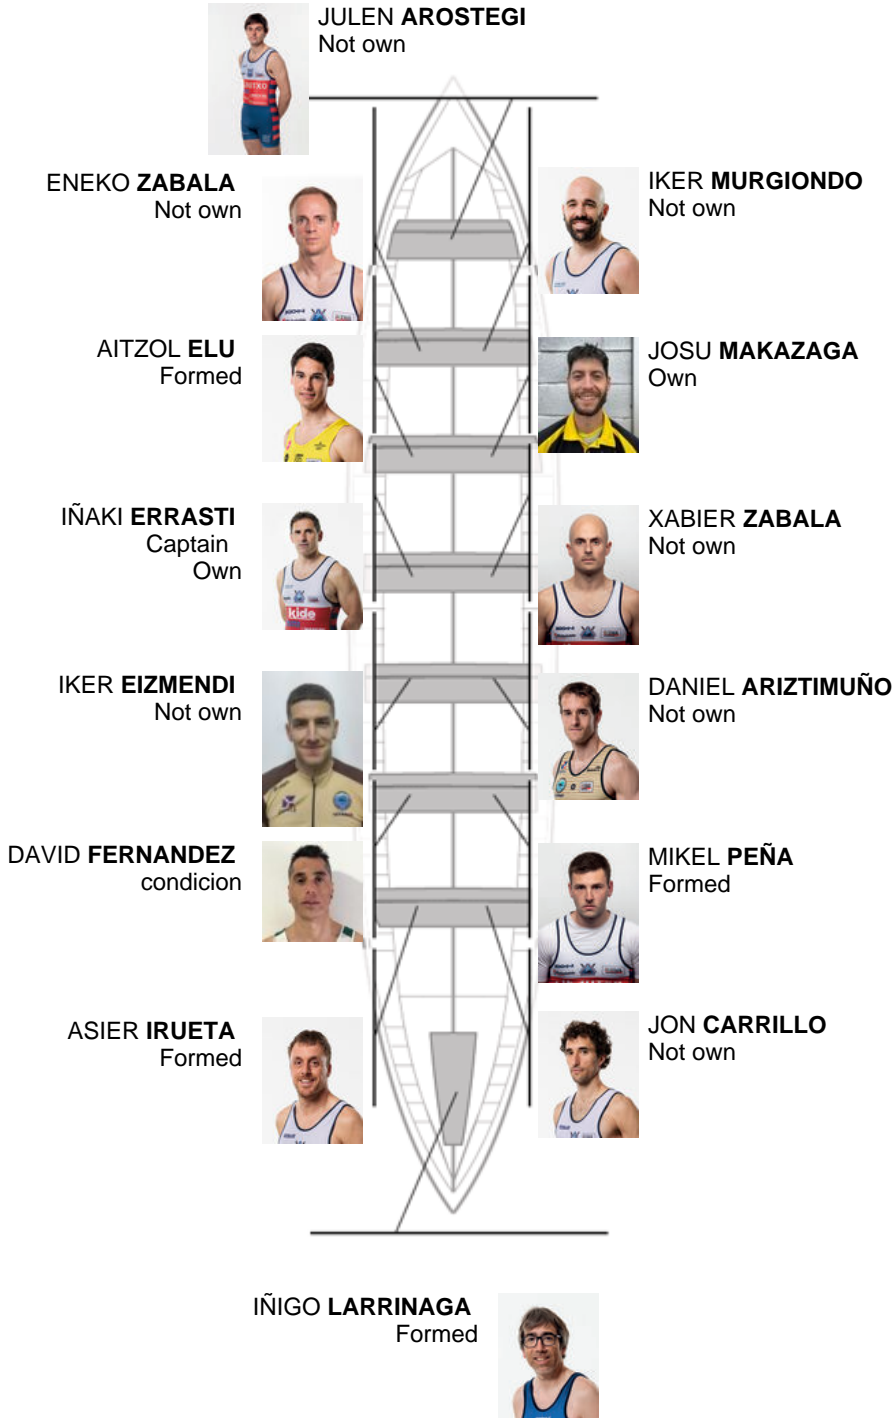 JULEN AROSTEGI
Not own
ENEKO ZABALA
Not own
IKER MURGIONDO
Not own
AITZOL ELU
Formed
JOSU MAKAZAGA
Own
IÑAKI ERRASTI
Captain
Own
XABIER ZABALA
Not own
kide
IKER EIZMENDI
Not own
DANIEL ARIZTIMUÑO
Not own
DAVID FERNANDEZ
condicion
MIKEL PEÑA
Formed
ASIER IRUETA
Formed
JON CARRILLO
Not own
IÑIGO LARRINAGA
Formed